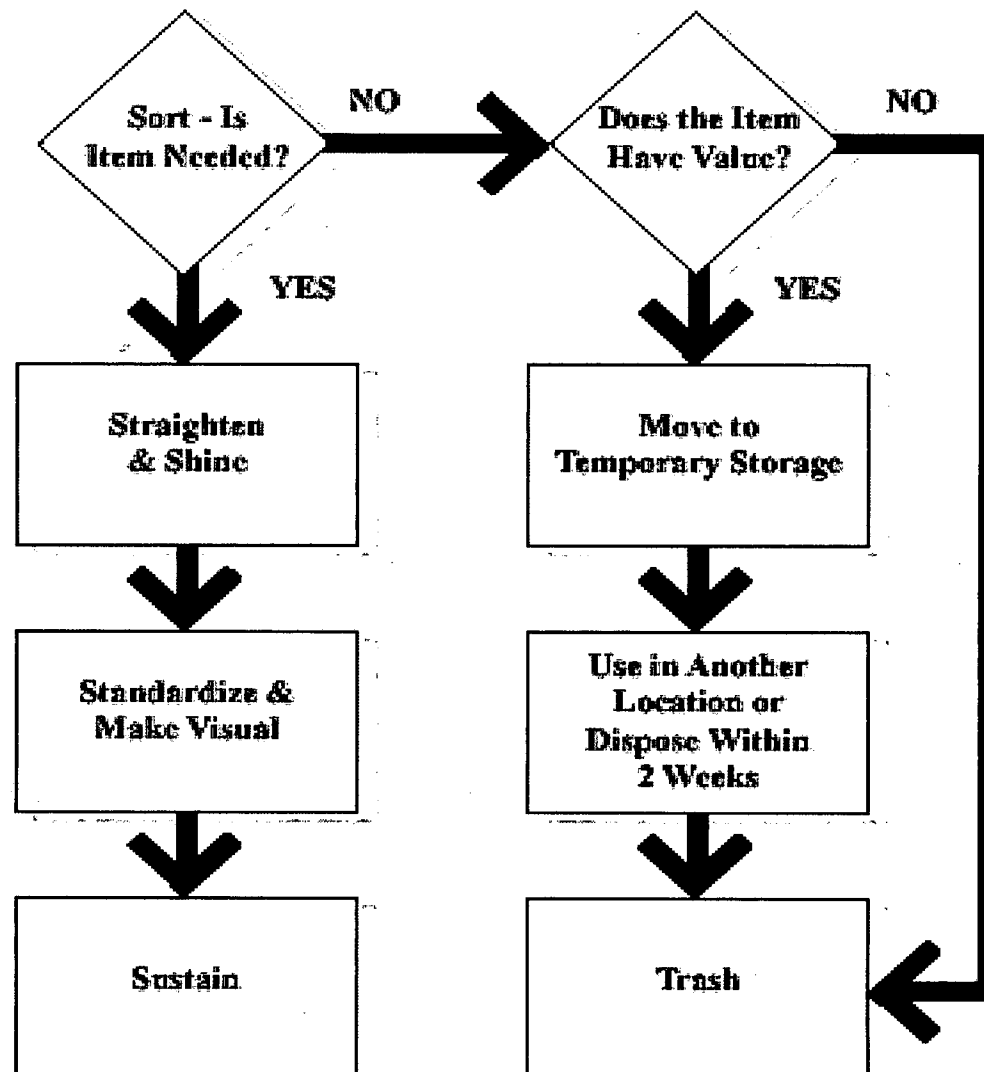 Sort - Is
Item Needed?
NO
Does the Item
Have Value?
NO
YES
YES
Straighten
& Shine
Move to
Temporary Storage
Standardize &
Make Visual
Use in Another
Location or
Dispose Within
2 Weeks
Sustain
Trash